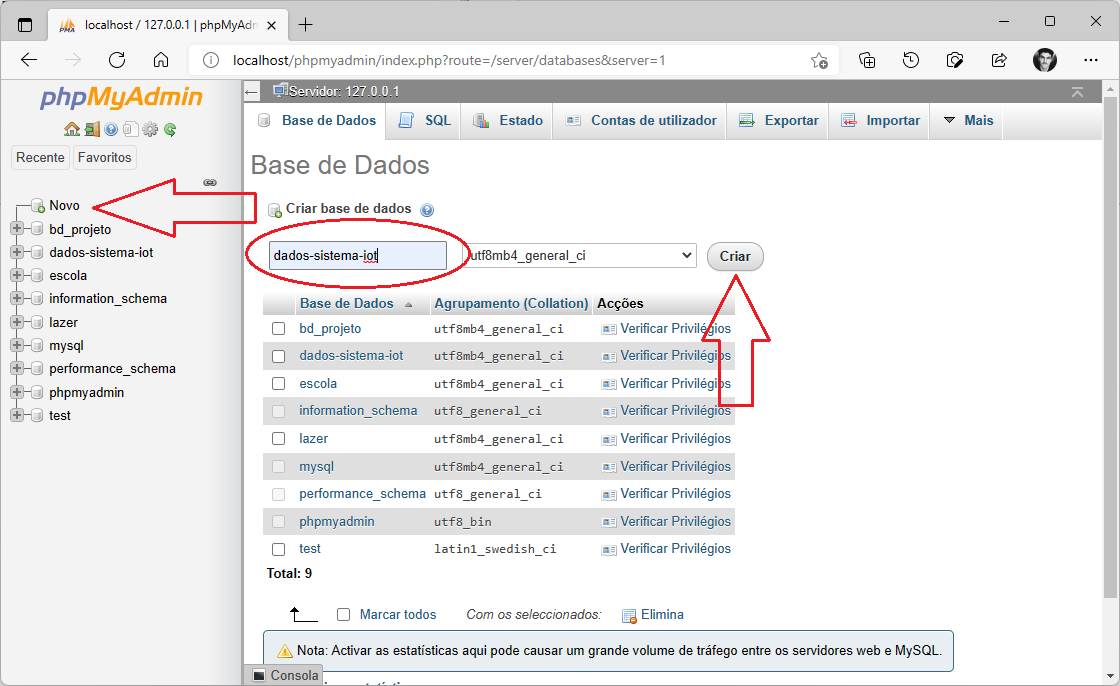 localhost / 127.0.0.1 | phpMyAdn
localhost/phpmyadmin/index.php?route=/server/databases&server=1
phpMyAdmin
Recente Favoritos
Novo
bd_projeto
dados-sistema-iot
escola
information_schema
lazer
mysql
performance_schema
phpmyadmin
test
Servidor: 127.0.0.1
Base de Dados SQL Estado Contas de utilizador Exportar Importar Mais
Base de Dados
Criar base de dados
dados-sistema-iot utf8mb4_general_ci Criar
Base de Dados Agrupamento (Collation) Acções
bd_projeto utf8mb4_general_ci Verificar Privilégios
dados-sistema-iot utf8mb4_general_ci Verificar Privilégios
escola utf8mb4_general_ci Verificar Privilégios
information_schema utf8_general_ci Verificar Privilégios
lazer utf8mb4_general_ci Verificar Privilégios
mysql utf8mb4_general_ci Verificar Privilégios
performance_schema utf8_general_ci Verificar Privilégios
phpmyadmin utf8_bin Verificar Privilégios
test latin1_swedish_ci Verificar Privilégios
Total: 9
Marcar todos Com os seleccionados: Elimina
Nota: Activar as estatísticas aqui pode causar um grande volume de tráfego entre os servidores web e MySQL.
Consola